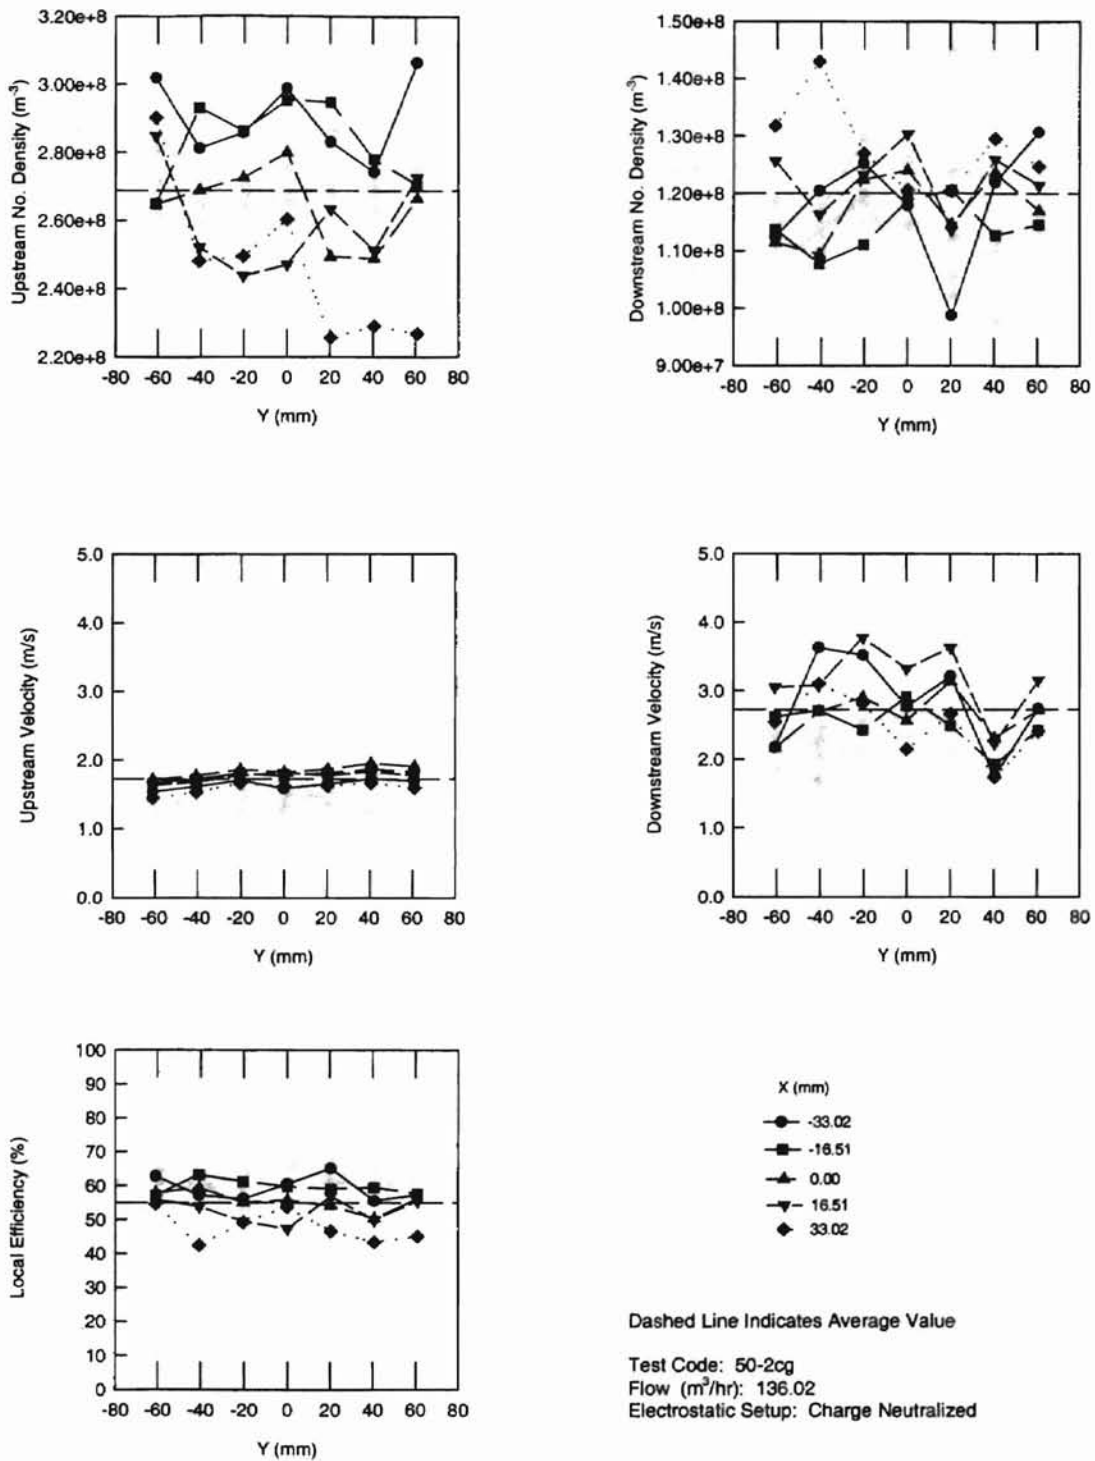 3.20e+8
3.00e+8
2.80e+8
2.60e+8
2.40e+8
2.20e+8
Upstream No. Density (m⁻³)
-80 -60 -40 -20 0 20 40 60 80
Y (mm)
1.50e+8
1.40e+8
1.30e+8
1.20e+8
1.10e+8
1.00e+8
9.00e+7
Downstream No. Density (m⁻³)
-80 -60 -40 -20 0 20 40 60 80
Y (mm)
5.0
4.0
3.0
2.0
1.0
0.0
Upstream Velocity (m/s)
-80 -60 -40 -20 0 20 40 60 80
Y (mm)
5.0
4.0
3.0
2.0
1.0
0.0
Downstream Velocity (m/s)
-80 -60 -40 -20 0 20 40 60 80
Y (mm)
100
90
80
70
60
50
40
30
20
10
0
Local Efficiency (%)
-80 -60 -40 -20 0 20 40 60 80
Y (mm)
X (mm)
-33.02
-16.51
0.00
16.51
33.02
Dashed Line Indicates Average Value
Test Code: 50-2cg
Flow (m³/hr): 136.02
Electrostatic Setup: Charge Neutralized